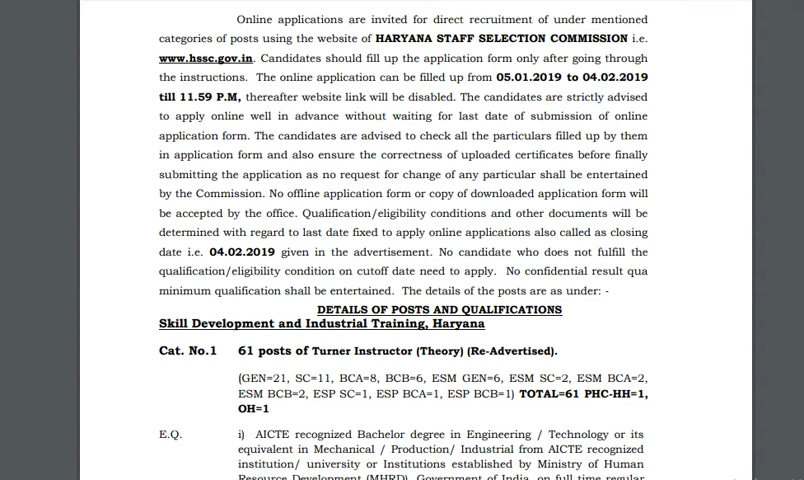 Online applications are invited for direct recruitment of under mentioned
categories of posts using the website of HARYANA STAFF SELECTION COMMISSION i.e.
www.hssc.gov.in. Candidates should fill up the application form only after going through
the instructions. The online application can be filled up from 05.01.2019 to 04.02.2019
till 11.59 P.M, thereafter website link will be disabled. The candidates are strictly advised
to apply online well in advance without waiting for last date of submission of online
application form. The candidates are advised to check all the particulars filled up by them
in application form and also ensure the correctness of uploaded certificates before finally
submitting the application as no request for change of any particular shall be entertained
by the Commission. No offline application form or copy of downloaded application form will
be accepted by the office. Qualification/eligibility conditions and other documents will be
determined with regard to last date fixed to apply online applications also called as closing
date i.e. 04.02.2019 given in the advertisement. No candidate who does not fulfill the
qualification/eligibility condition on cutoff date need to apply. No confidential result qua
minimum qualification shall be entertained. The details of the posts are as under: -
DETAILS OF POSTS AND QUALIFICATIONS
Skill Development and Industrial Training, Haryana
Cat. No.1 61 posts of Turner Instructor (Theory) (Re-Advertised).
(GEN=21, SC=11, BCA=8, BCB=6, ESM GEN=6, ESM SC=2, ESM BCA=2,
ESM BCB=2, ESP SC=1, ESP BCA=1, ESP BCB=1) TOTAL=61 PHC-HH=1,
OH=1
E.Q. i) AICTE recognized Bachelor degree in Engineering / Technology or its
equivalent in Mechanical / Production/ Industrial from AICTE recognized
institution/ university or Institutions established by Ministry of Human
Resource Development (MHRD), Government of India, on full time regular